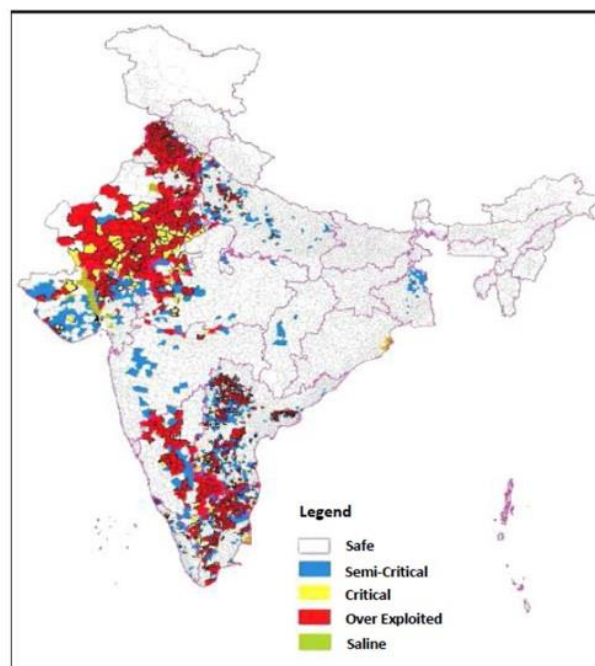 Legend
Safe
Semi-Critical
Critical
Over Exploited
Saline